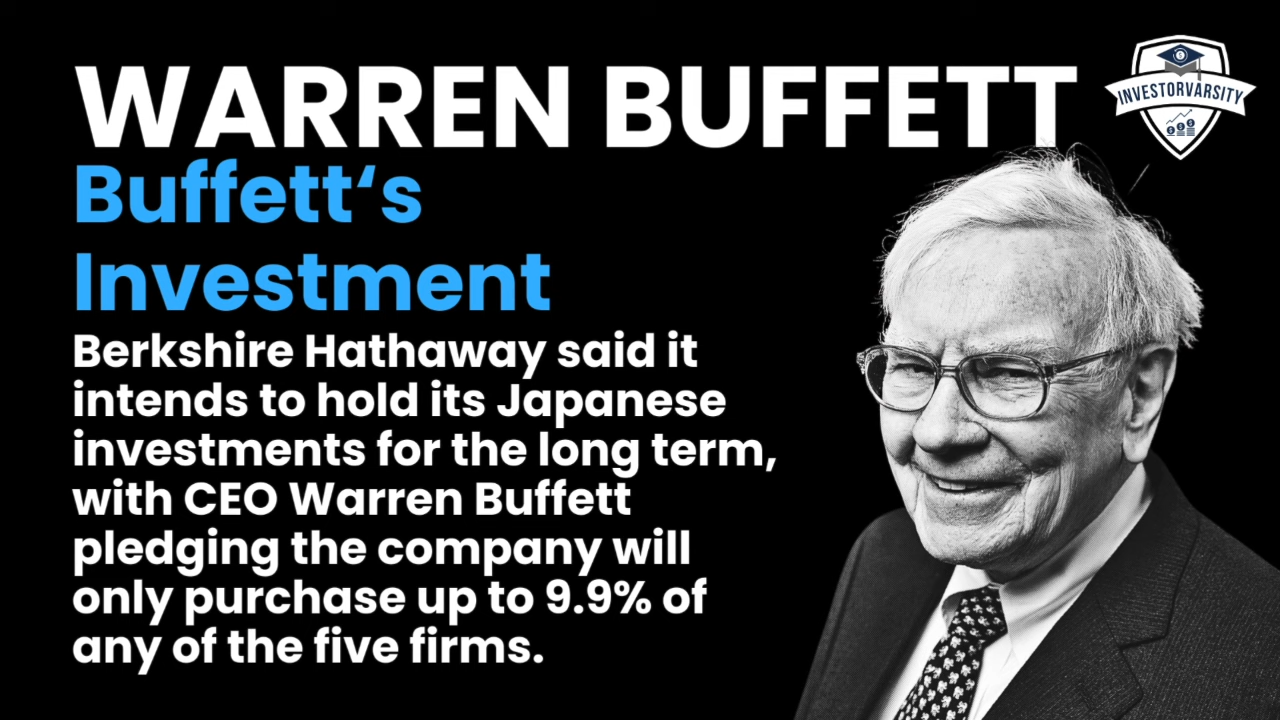 WARREN BUFFETT
INVESTORVARSITY
Buffett‘s
Investment
Berkshire Hathaway said it
intends to hold its Japanese
investments for the long term,
with CEO Warren Buffett
pledging the company will
only purchase up to 9.9% of
any of the five firms.